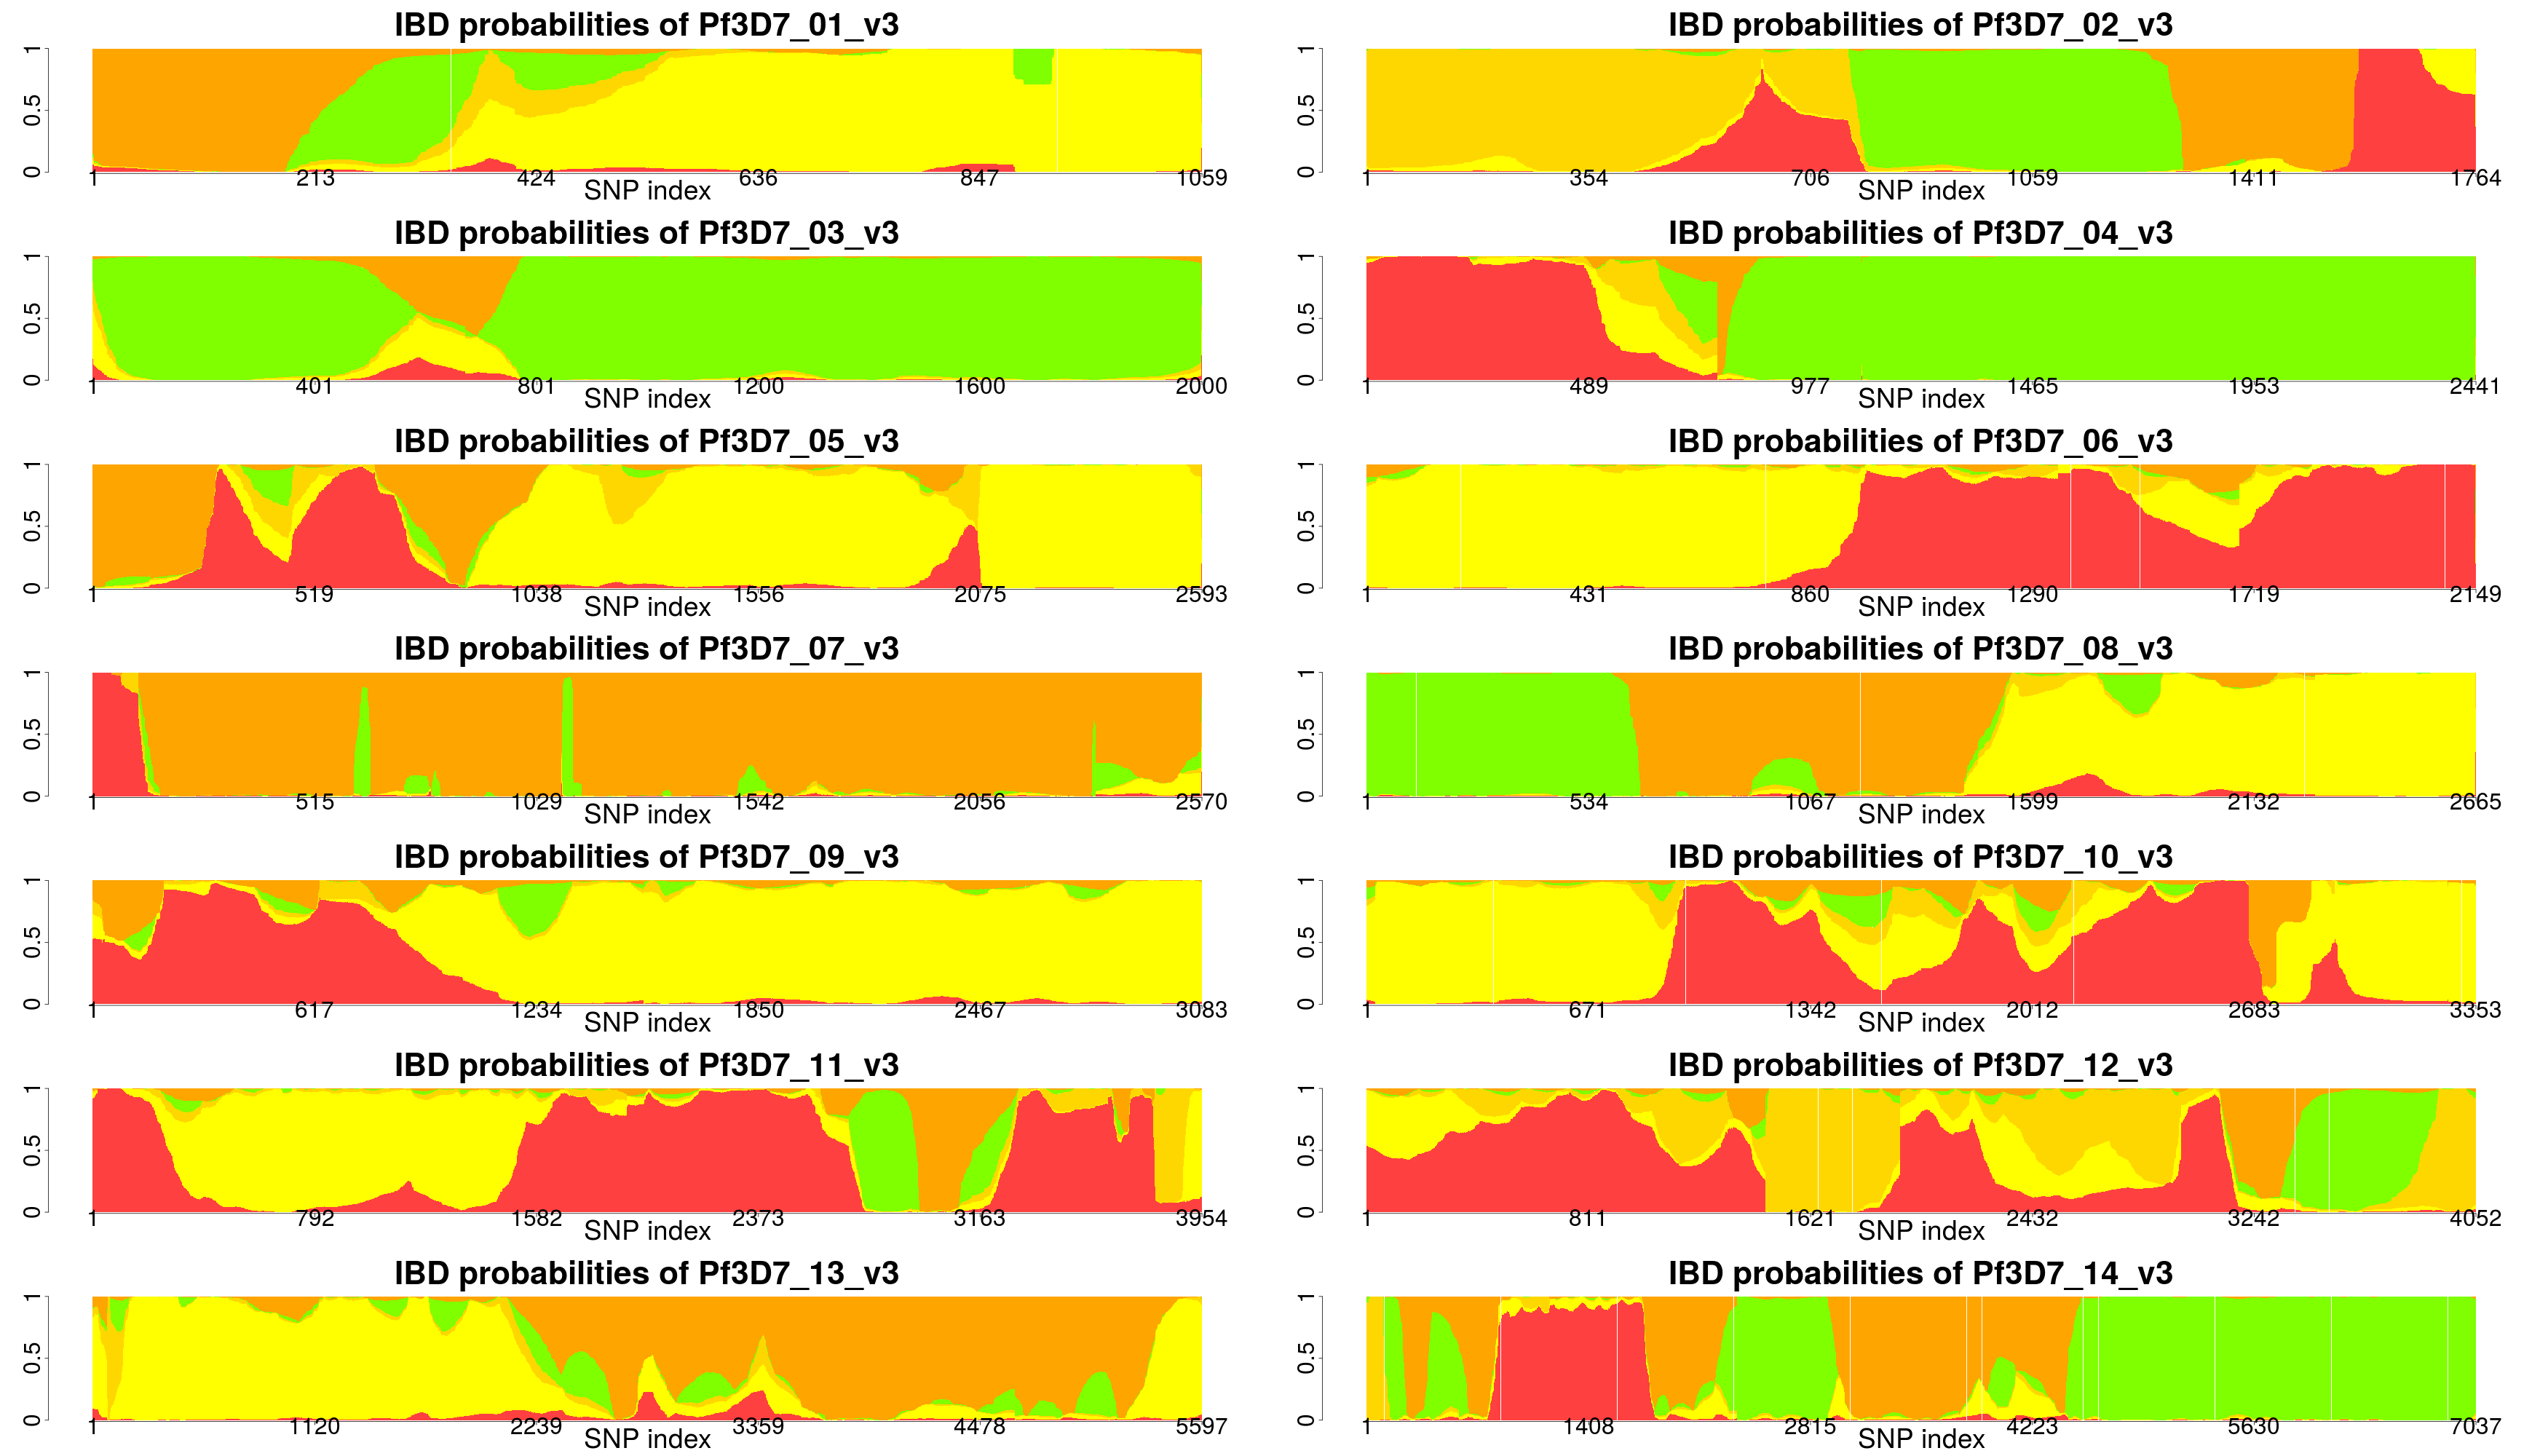 IBD probabilities of Pf3D7_01_v3
0 0.5 1
1 213 424 636 847 1059
SNP index
IBD probabilities of Pf3D7_02_v3
0 0.5 1
1 354 706 1059 1411 1764
SNP index
IBD probabilities of Pf3D7_03_v3
0 0.5 1
1 401 801 1200 1600 2000
SNP index
IBD probabilities of Pf3D7_04_v3
0 0.5 1
1 489 977 1465 1953 2441
SNP index
IBD probabilities of Pf3D7_05_v3
0 0.5 1
1 519 1038 1556 2075 2593
SNP index
IBD probabilities of Pf3D7_06_v3
0 0.5 1
1 431 860 1290 1719 2149
SNP index
IBD probabilities of Pf3D7_07_v3
0 0.5 1
1 515 1029 1542 2056 2570
SNP index
IBD probabilities of Pf3D7_08_v3
0 0.5 1
1 534 1067 1599 2132 2665
SNP index
IBD probabilities of Pf3D7_09_v3
0 0.5 1
1 617 1234 1850 2467 3083
SNP index
IBD probabilities of Pf3D7_10_v3
0 0.5 1
1 671 1342 2012 2683 3353
SNP index
IBD probabilities of Pf3D7_11_v3
0 0.5 1
1 792 1582 2373 3163 3954
SNP index
IBD probabilities of Pf3D7_12_v3
0 0.5 1
1 811 1621 2432 3242 4052
SNP index
IBD probabilities of Pf3D7_13_v3
0 0.5 1
1 1120 2239 3359 4478 5597
SNP index
IBD probabilities of Pf3D7_14_v3
0 0.5 1
1 1408 2815 4223 5630 7037
SNP index